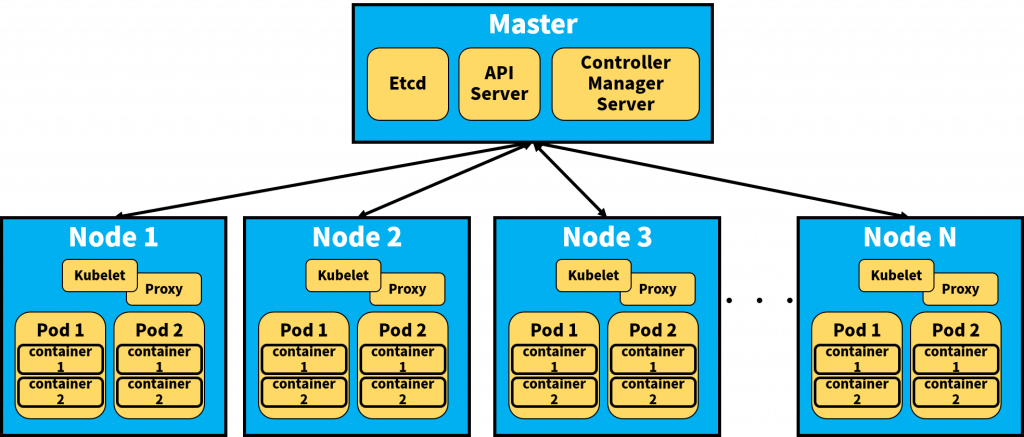 Master
Etcd
API
Server
Controller
Manager
Server
Node 1
Kubelet
Proxy
Pod 1
container
1
container
2
Pod 2
container
1
container
2
Node 2
Kubelet
Proxy
Pod 1
container
1
container
2
Pod 2
container
1
container
2
Node 3
Kubelet
Proxy
Pod 1
container
1
container
2
Pod 2
container
1
container
2
. . .
Node N
Kubelet
Proxy
Pod 1
container
1
container
2
Pod 2
container
1
container
2